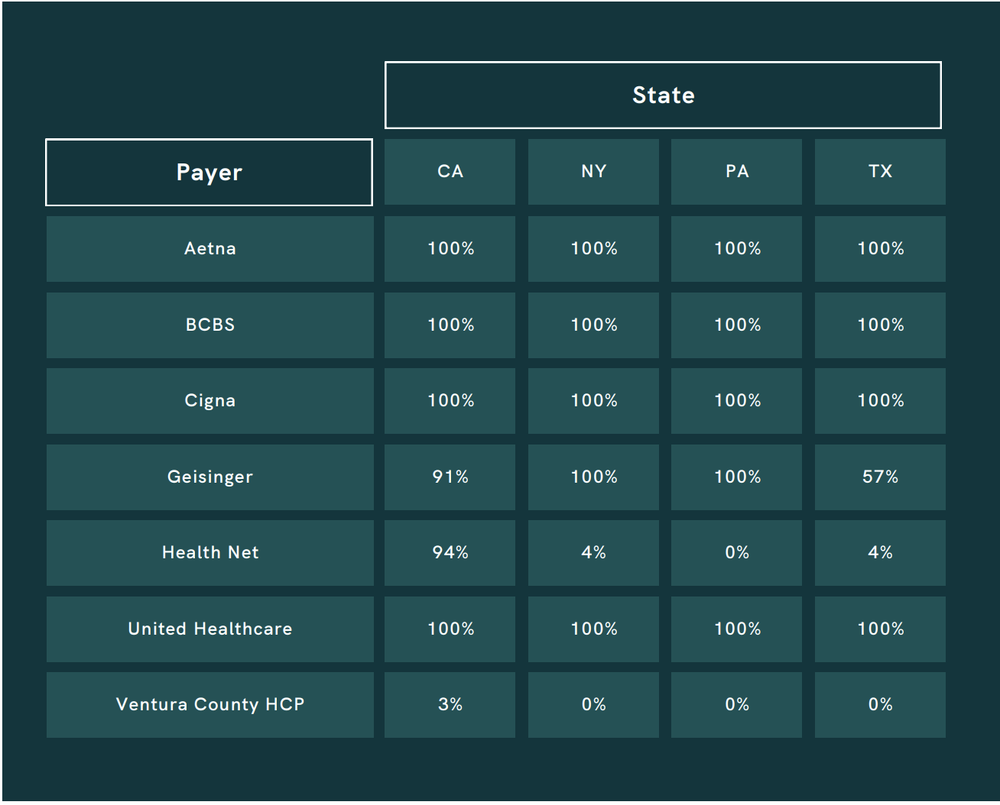 State
Payer CA NY PA TX
Aetna 100% 100% 100% 100%
BCBS 100% 100% 100% 100%
Cigna 100% 100% 100% 100%
Geisinger 91% 100% 100% 57%
Health Net 94% 4% 0% 4%
United Healthcare 100% 100% 100% 100%
Ventura County HCP 3% 0% 0% 0%